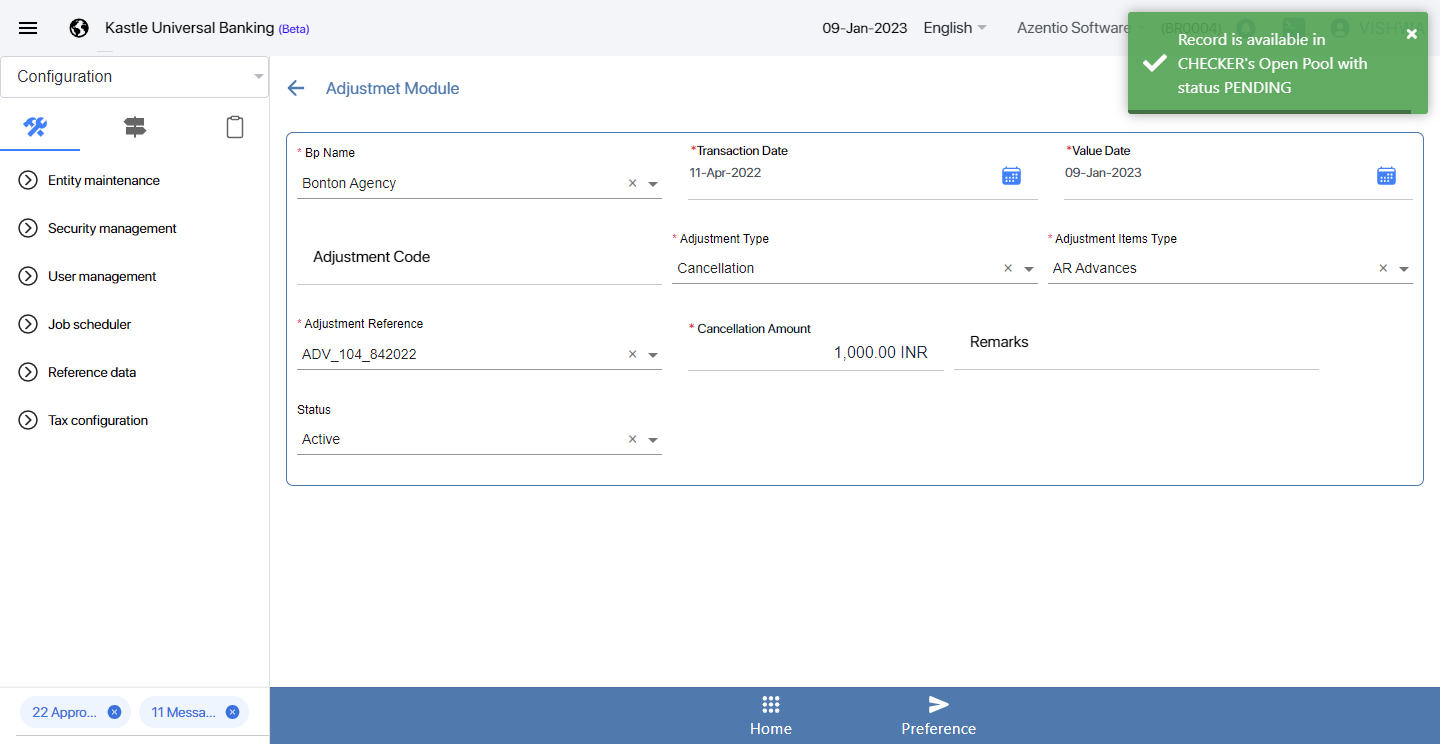 Kastle Universal Banking (Beta)
09-Jan-2023
English
Azentio Software
(BR0004)
VISHWA
Record is available in
CHECKER's Open Pool with
status PENDING
Configuration
Adjustmet Module
Entity maintenance
Security management
User management
Job scheduler
Reference data
Tax configuration
* Bp Name
Bonton Agency
*Transaction Date
11-Apr-2022
*Value Date
09-Jan-2023
Adjustment Code
* Adjustment Type
Cancellation
* Adjustment Items Type
AR Advances
* Adjustment Reference
ADV_104_842022
* Cancellation Amount
1,000.00 INR
Remarks
Status
Active
22 Appro...
11 Messa...
Home
Preference